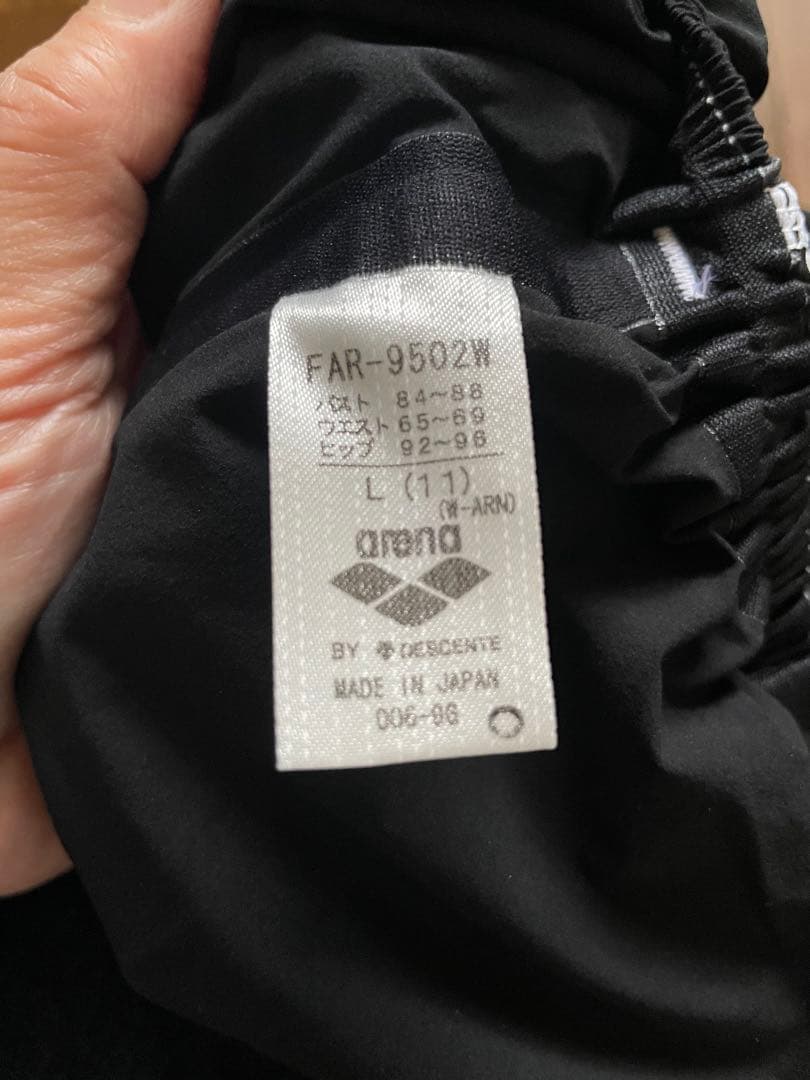 FAR-9502W
バスト 84~88
ウエスト 65~69
ヒップ 92~96
L (11)
(W-ARN)
arena
BY DESCENTE
MADE IN JAPAN
006-9G